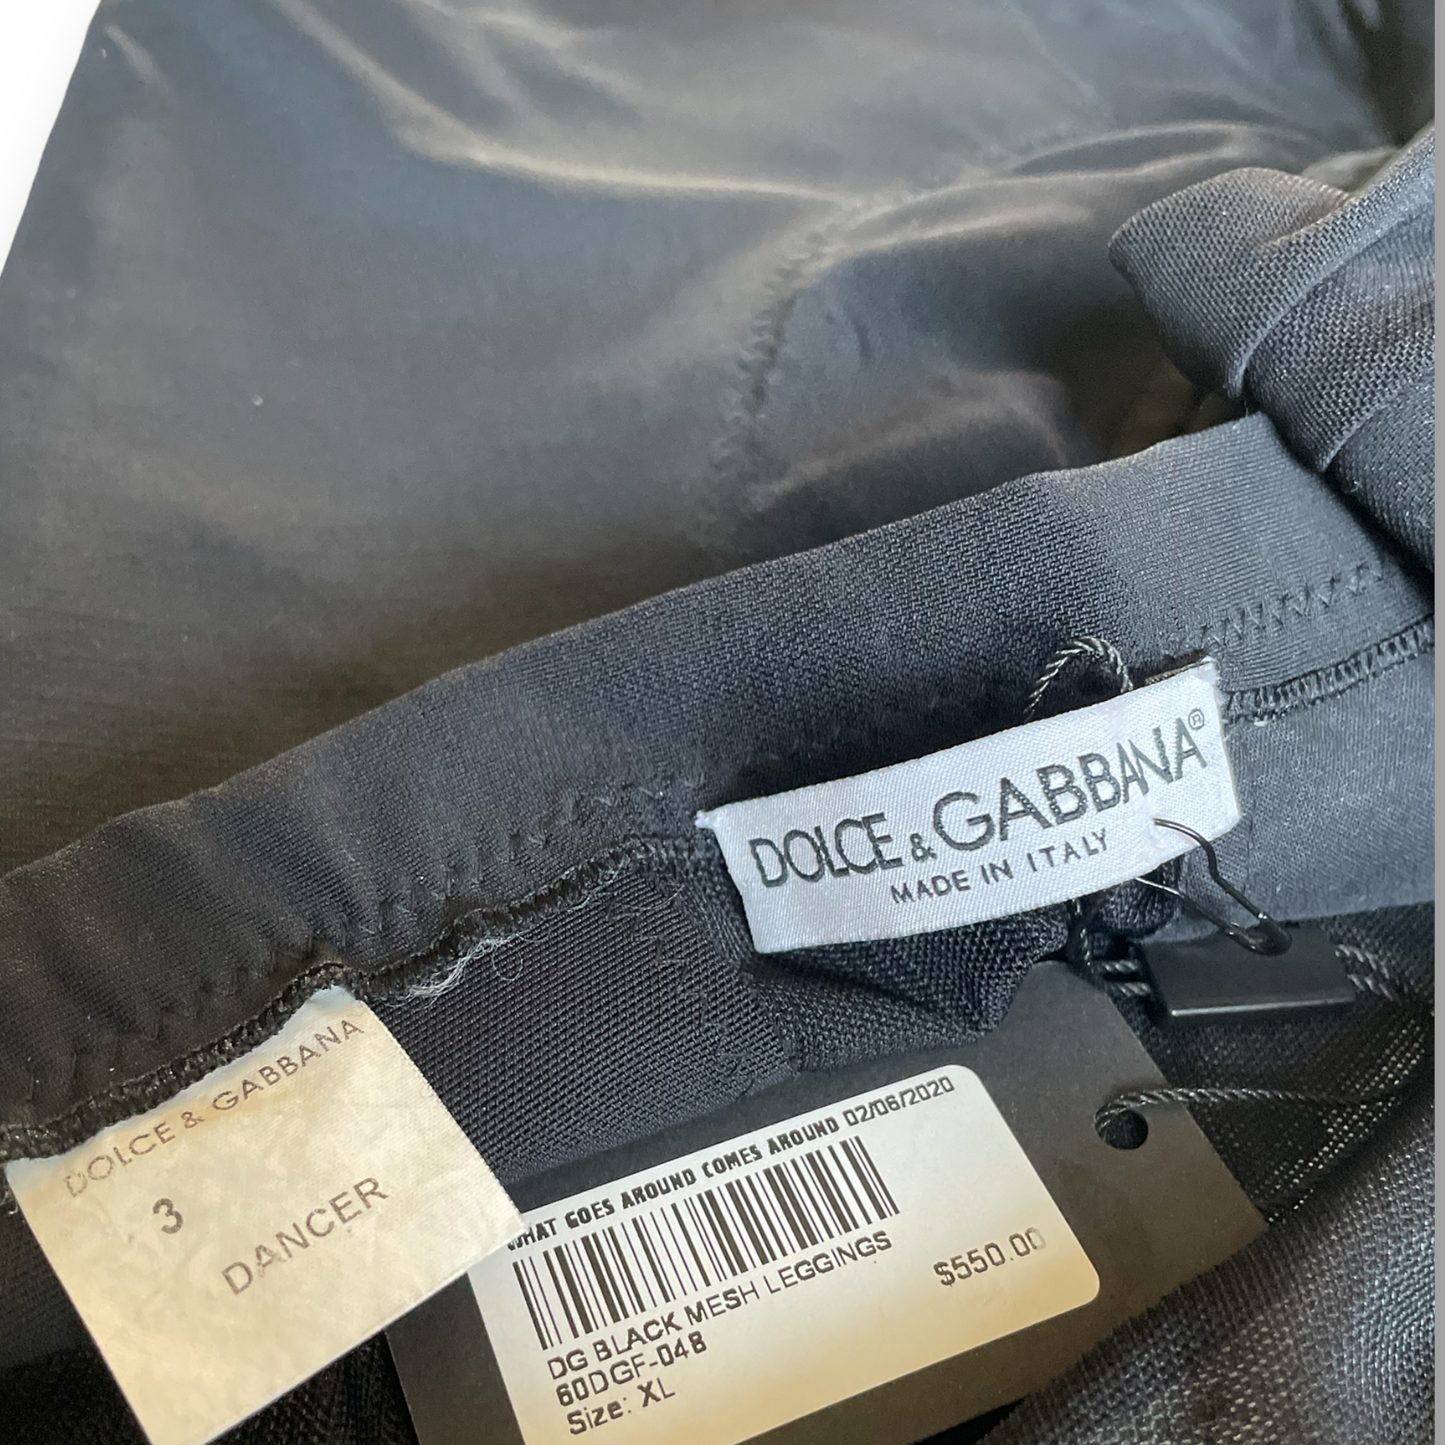 DOLCE & GABBANA®
MADE IN ITALY
DOLCE & GABBANA
3
DANCER
WHAT GOES AROUND COMES AROUND 02/06/2020
DG BLACK MESH LEGGINGS
60DGF-048
Size: XL
$550.00